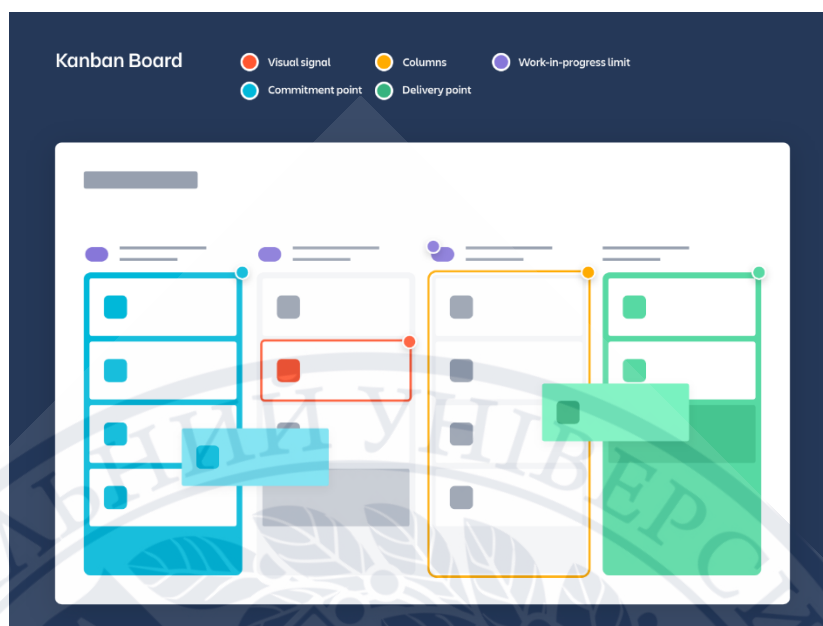 Kanban Board
Visual signal
Columns
Work-in-progress limit
Commitment point
Delivery point